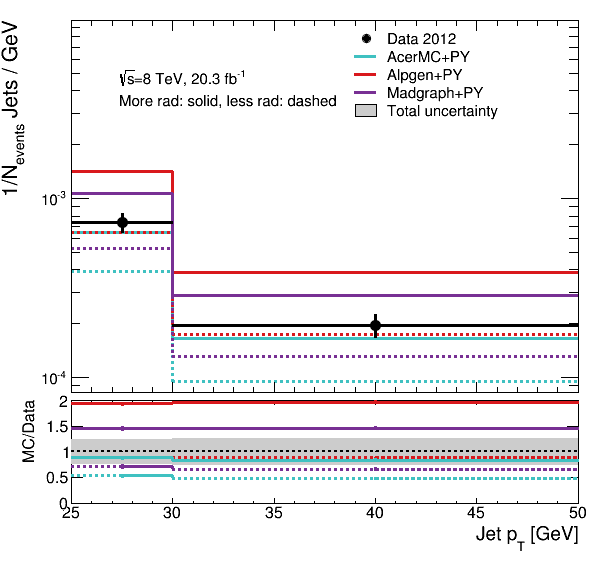 1/N_events Jets / GeV
√s=8 TeV, 20.3 fb⁻¹
More rad: solid, less rad: dashed
Data 2012
AcerMC+PY
Alpgen+PY
Madgraph+PY
Total uncertainty
10⁻³
10⁻⁴
MC/Data
2
1.5
1
0.5
0
25 30 35 40 45 50
Jet p_T [GeV]